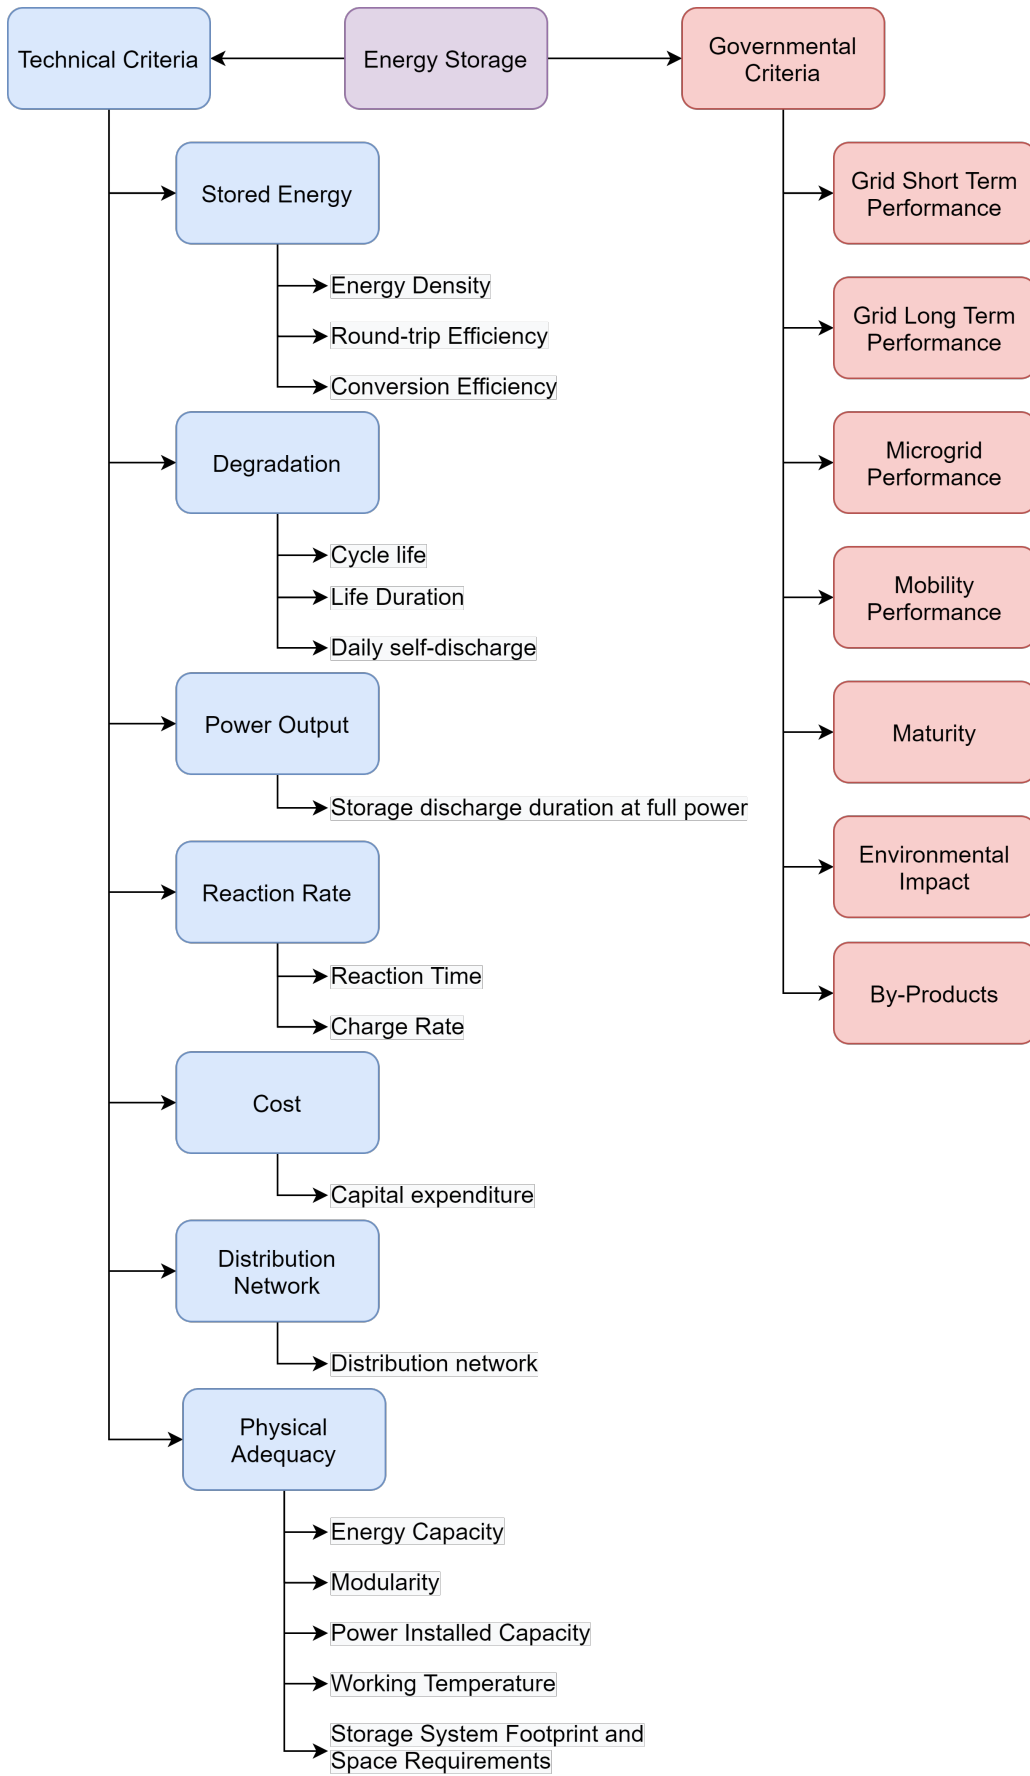 Technical Criteria
Energy Storage
Governmental
Criteria
Stored Energy
Energy Density
Round-trip Efficiency
Conversion Efficiency
Degradation
Cycle life
Life Duration
Daily self-discharge
Power Output
Storage discharge duration at full power
Reaction Rate
Reaction Time
Charge Rate
Cost
Capital expenditure
Distribution
Network
Distribution network
Physical
Adequacy
Energy Capacity
Modularity
Power Installed Capacity
Working Temperature
Storage System Footprint and
Space Requirements
Grid Short Term
Performance
Grid Long Term
Performance
Microgrid
Performance
Mobility
Performance
Maturity
Environmental
Impact
By-Products